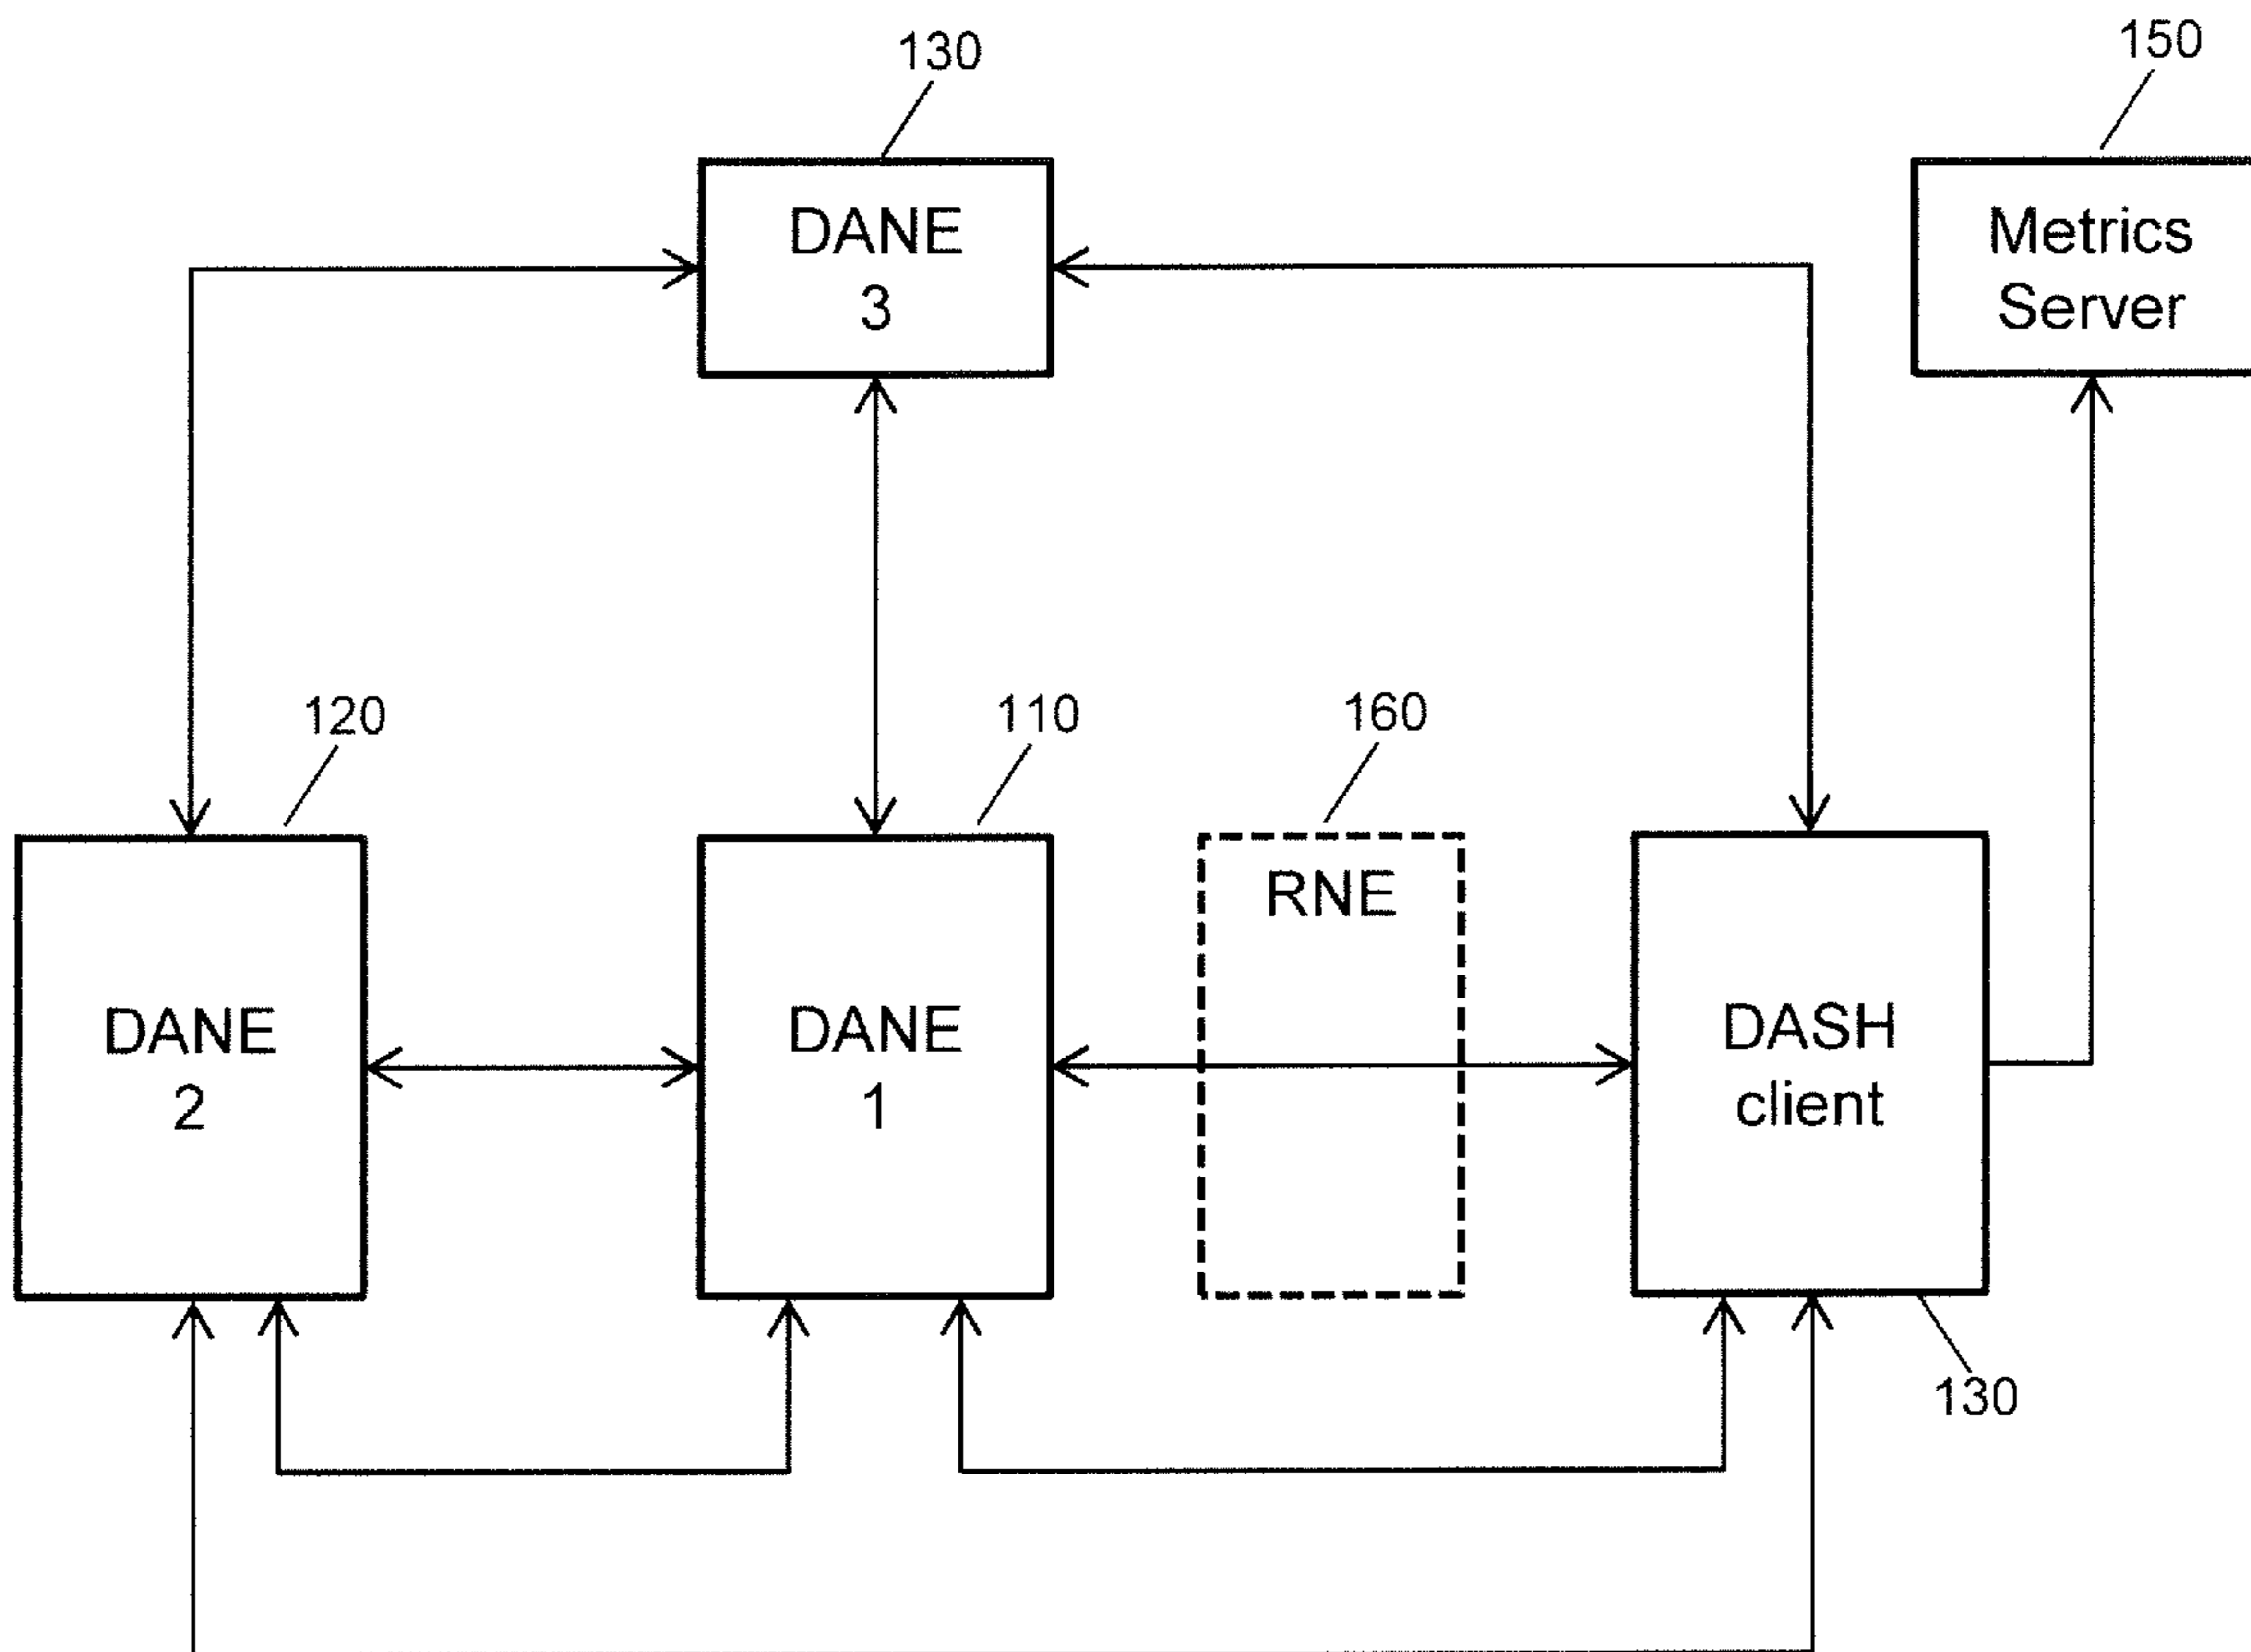 130
150
DANE
3
Metrics
Server
120
110
160
RNE
DANE
2
DANE
1
DASH
client
130